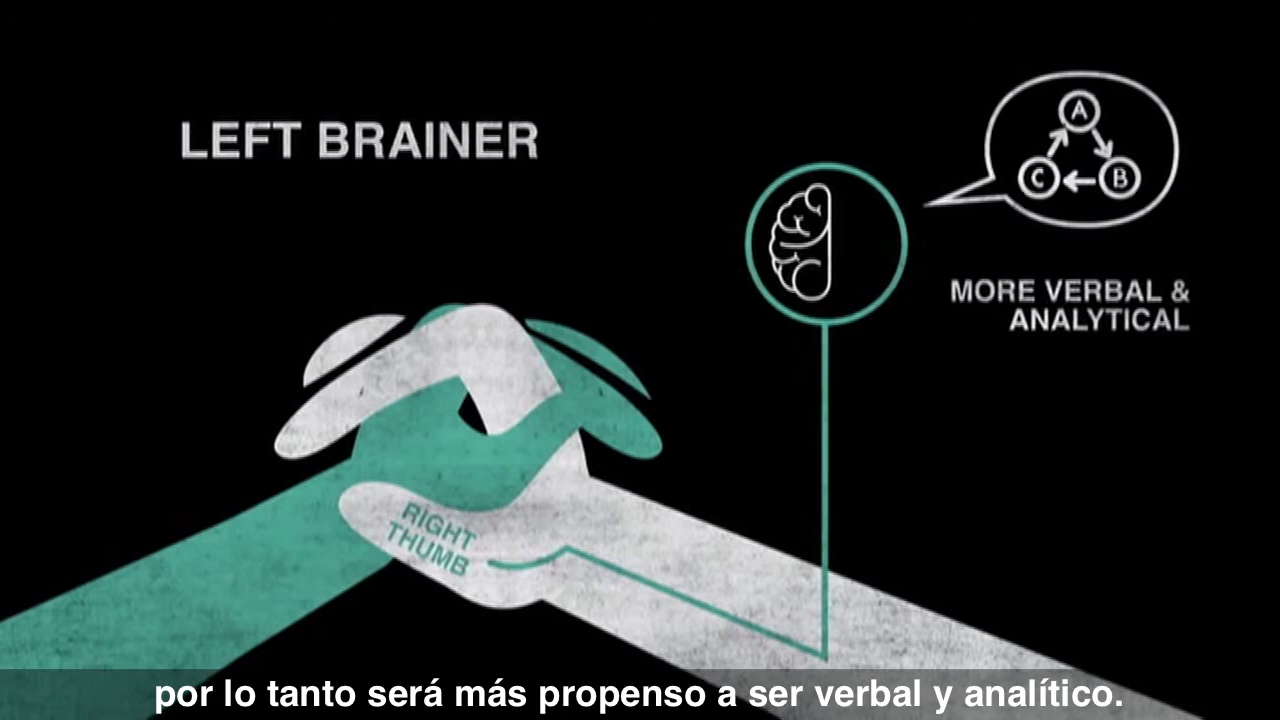 LEFT BRAINER
A
C
B
MORE VERBAL &
ANALYTICAL
RIGHT
THUMB
por lo tanto será más propenso a ser verbal y analítico.